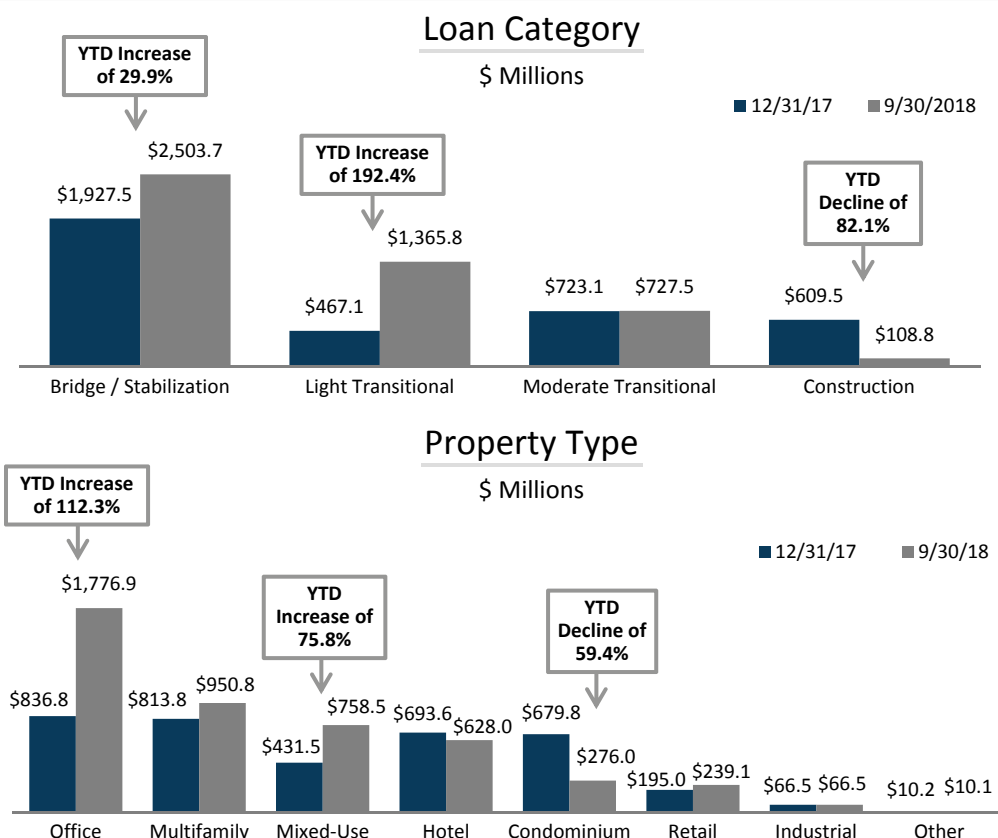 Loan Category
$ Millions
YTD Increase
of 29.9%
YTD Increase
of 192.4%
YTD
Decline of
82.1%
12/31/17 9/30/2018
$1,927.5 $2,503.7 $467.1 $1,365.8 $723.1 $727.5 $609.5 $108.8
Bridge / Stabilization Light Transitional Moderate Transitional Construction
Property Type
$ Millions
YTD Increase
of 112.3%
YTD
Increase of
75.8%
YTD
Decline of
59.4%
12/31/17 9/30/18
$836.8 $1,776.9 $813.8 $950.8 $431.5 $758.5 $693.6 $628.0 $679.8 $276.0 $195.0 $239.1 $66.5 $66.5 $10.2 $10.1
Office Multifamily Mixed-Use Hotel Condominium Retail Industrial Other